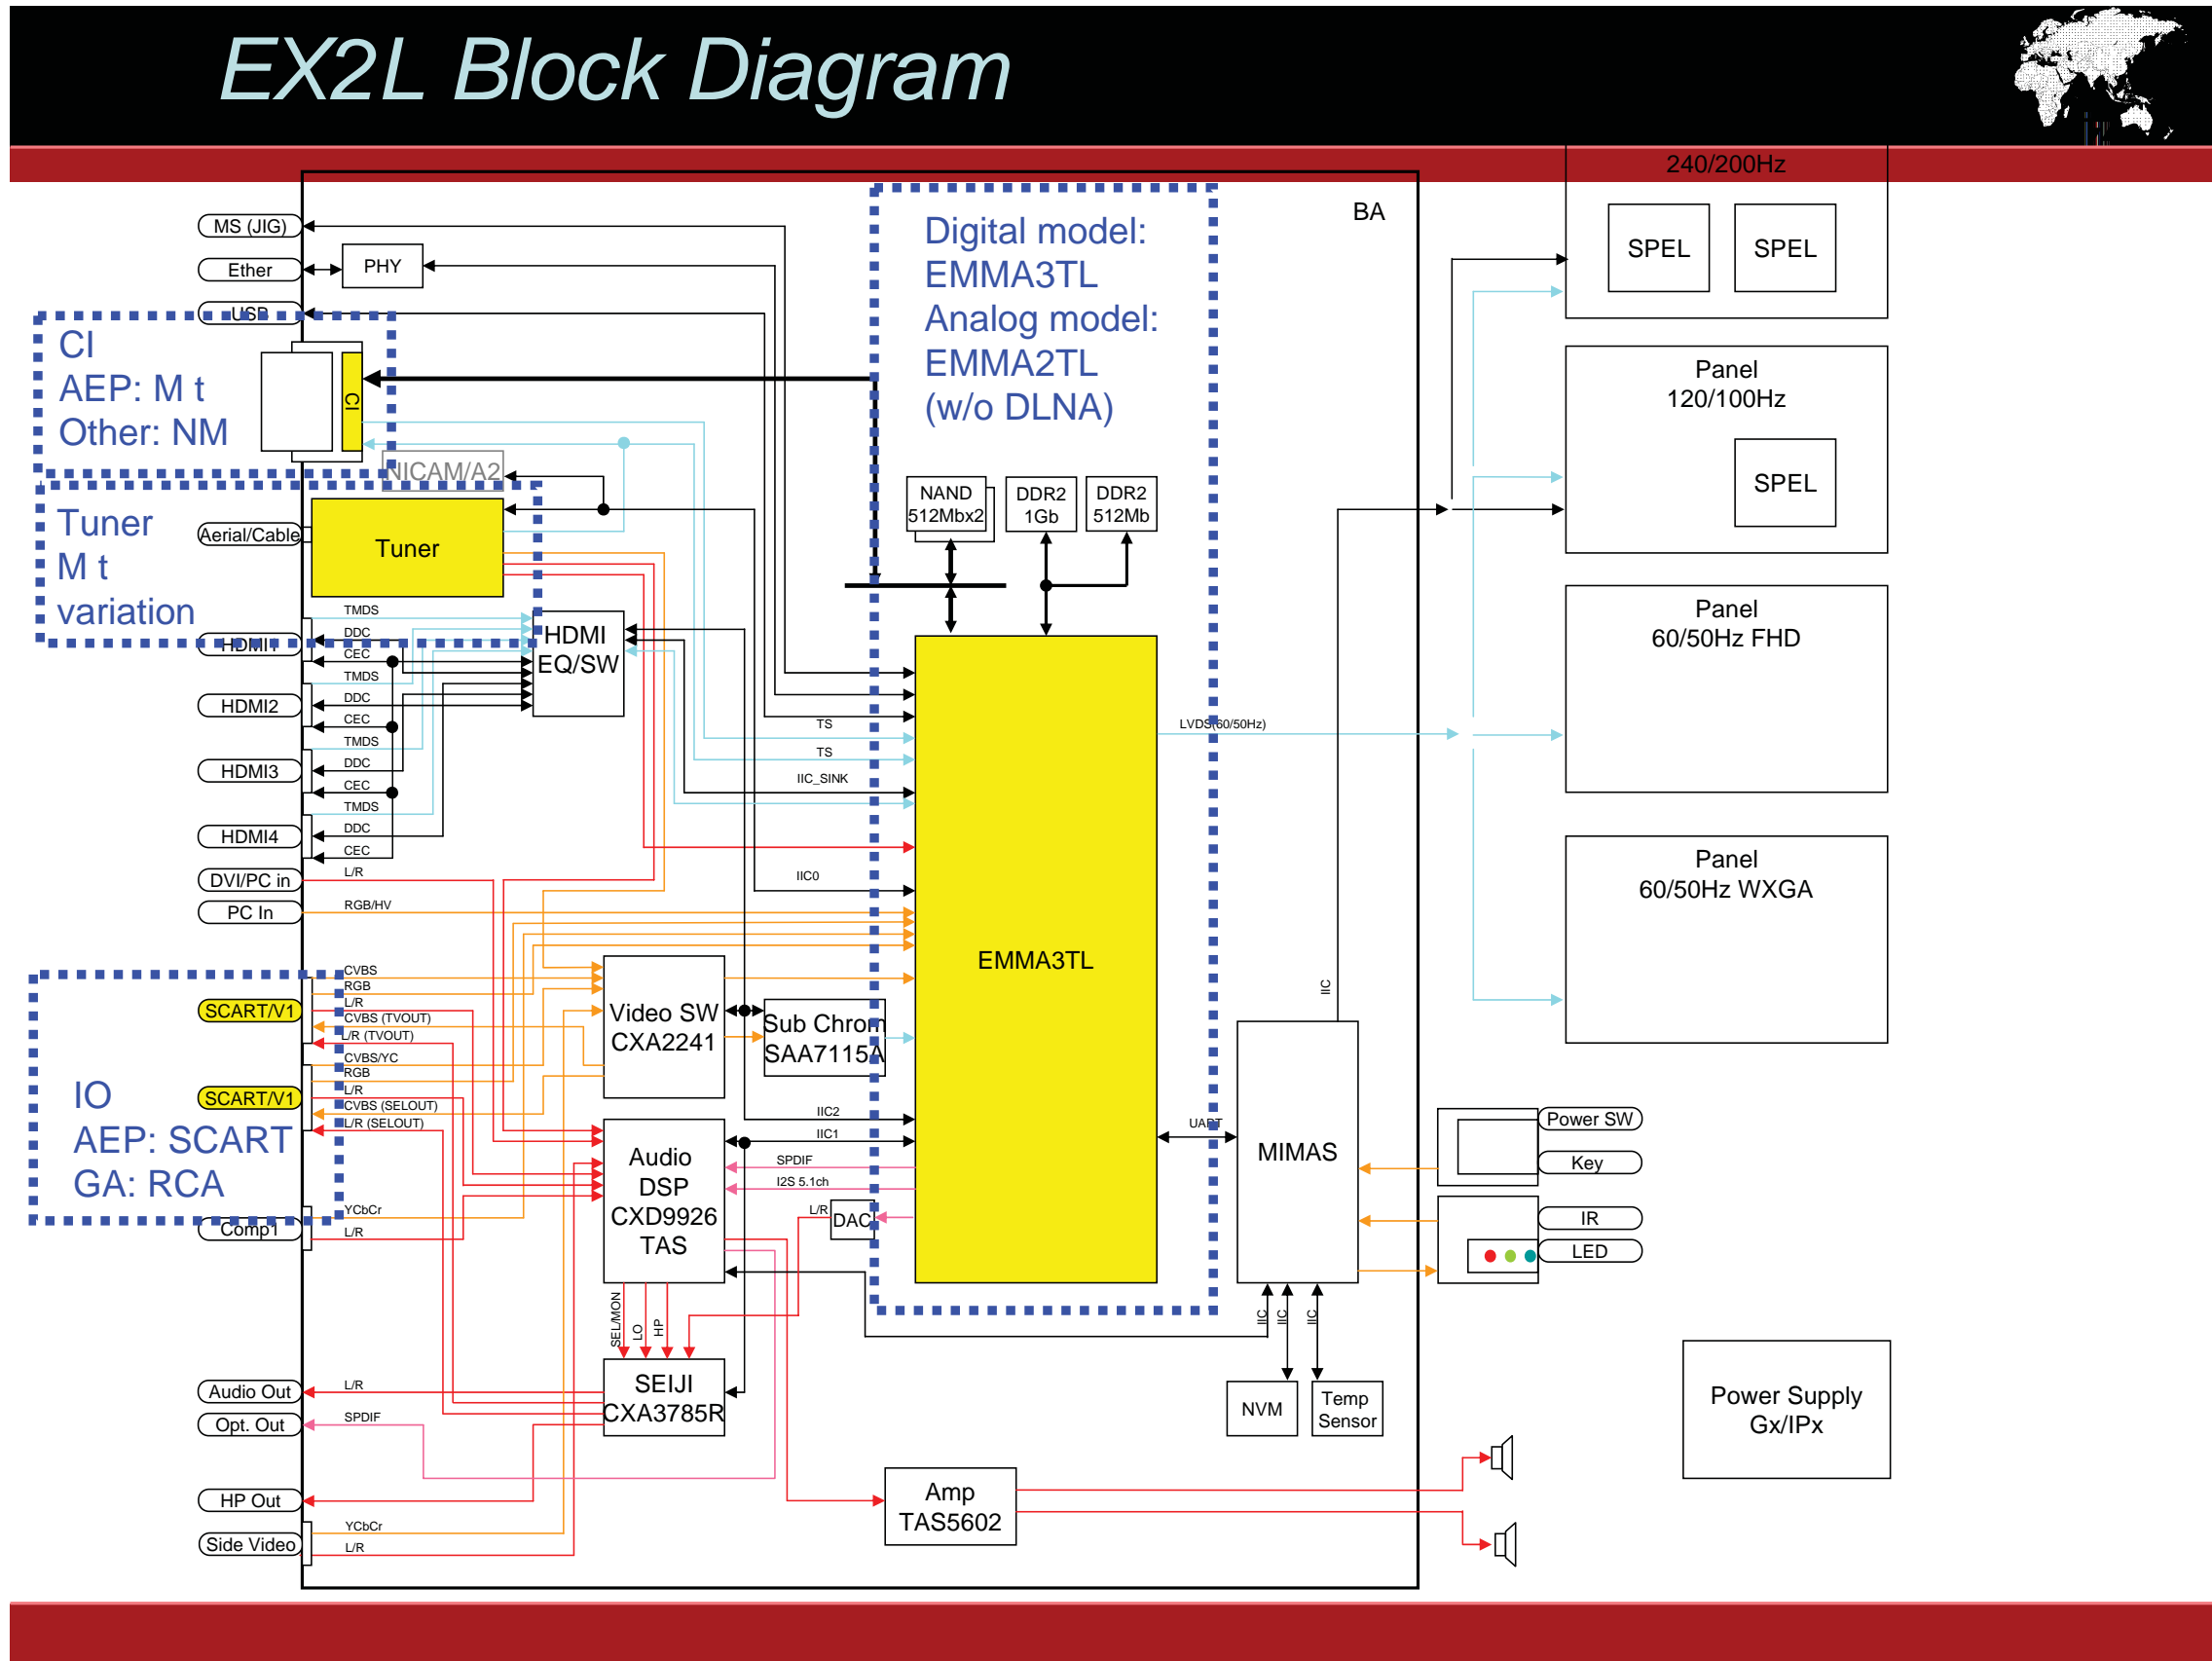 EX2L Block Diagram
240/200Hz
SPEL
SPEL
BA
MS (JIG)
Ether
PHY
USB
CI
AEP: M t
Other: NM
CI
Digital model:
EMMA3TL
Analog model:
EMMA2TL
(w/o DLNA)
Panel
120/100Hz
SPEL
NICAM/A2
NAND
512Mbx2
DDR2
1Gb
DDR2
512Mb
Tuner
M t
variation
Aerial/Cable
Tuner
HDMI
EQ/SW
Panel
60/50Hz FHD
HDMI1
TMDS
DDC
CEC
HDMI2
TMDS
DDC
CEC
HDMI3
TMDS
DDC
CEC
HDMI4
TMDS
DDC
CEC
TS
TS
IIC_SINK
LVDS(60/50Hz)
DVI/PC in
L/R
IIC0
PC In
RGB/HV
Panel
60/50Hz WXGA
EMMA3TL
IIC
CVBS
RGB
SCART/V1
L/R
CVBS (TVOUT)
L/R (TVOUT)
CVBS/YC
RGB
SCART/V1
L/R
CVBS (SELOUT)
L/R (SELOUT)
IO
AEP: SCART
GA: RCA
Video SW
CXA2241
Sub Chrom
SAA7115A
IIC2
IIC1
SPDIF
I2S 5.1ch
Audio
DSP
CXD9926
TAS
L/R
DAC
UART
MIMAS
Power SW
Key
IR
LED
Comp1
YCbCr
L/R
SEL/MON
LO
HP
IIC
IIC
IIC
SEIJI
CXA3785R
NVM
Temp
Sensor
Power Supply
Gx/IPx
Audio Out
L/R
Opt. Out
SPDIF
HP Out
Side Video
YCbCr
L/R
Amp
TAS5602